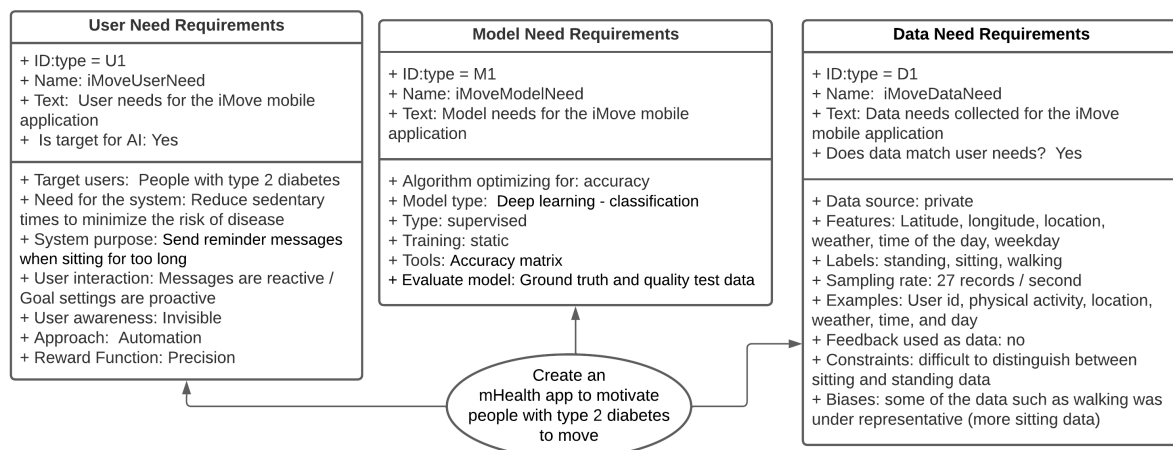 User Need Requirements
+ ID:type = U1
+ Name: iMoveUserNeed
+ Text:  User needs for the iMove mobile
application
+  Is target for AI: Yes
+ Target users:  People with type 2 diabetes
+ Need for the system: Reduce sedentary
times to minimize the risk of disease
+ System purpose: Send reminder messages
when sitting for too long
+ User interaction: Messages are reactive /
Goal settings are proactive
+ User awareness: Invisible
+ Approach:  Automation
+ Reward Function: Precision
Model Need Requirements
+ ID:type = M1
+ Name: iMoveModelNeed
+ Text: Model needs for the iMove mobile
application
+ Algorithm optimizing for: accuracy
+ Model type:  Deep learning - classification
+ Type: supervised
+ Training: static
+ Tools: Accuracy matrix
+ Evaluate model: Ground truth and quality test data
Data Need Requirements
+ ID:type = D1
+ Name:  iMoveDataNeed
+ Text: Data needs collected for the iMove
mobile application
+ Does data match user needs?  Yes
+ Data source: private
+ Features: Latitude, longitude, location,
weather, time of the day, weekday
+ Labels: standing, sitting, walking
+ Sampling rate: 27 records / second
+ Examples: User id, physical activity, location,
weather, time, and day
+ Feedback used as data: no
+ Constraints: difficult to distinguish between
sitting and standing data
+ Biases: some of the data such as walking was
under representative (more sitting data)
Create an
mHealth app to motivate
people with type 2 diabetes
to move